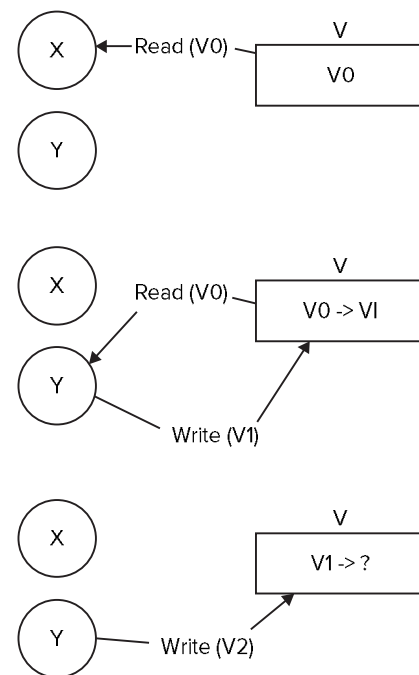 V
X
Read (V0)
V0
Y
V
X
Read (V0)
V0 -> VI
Y
Write (V1)
V
X
V1 -> ?
Y
Write (V2)